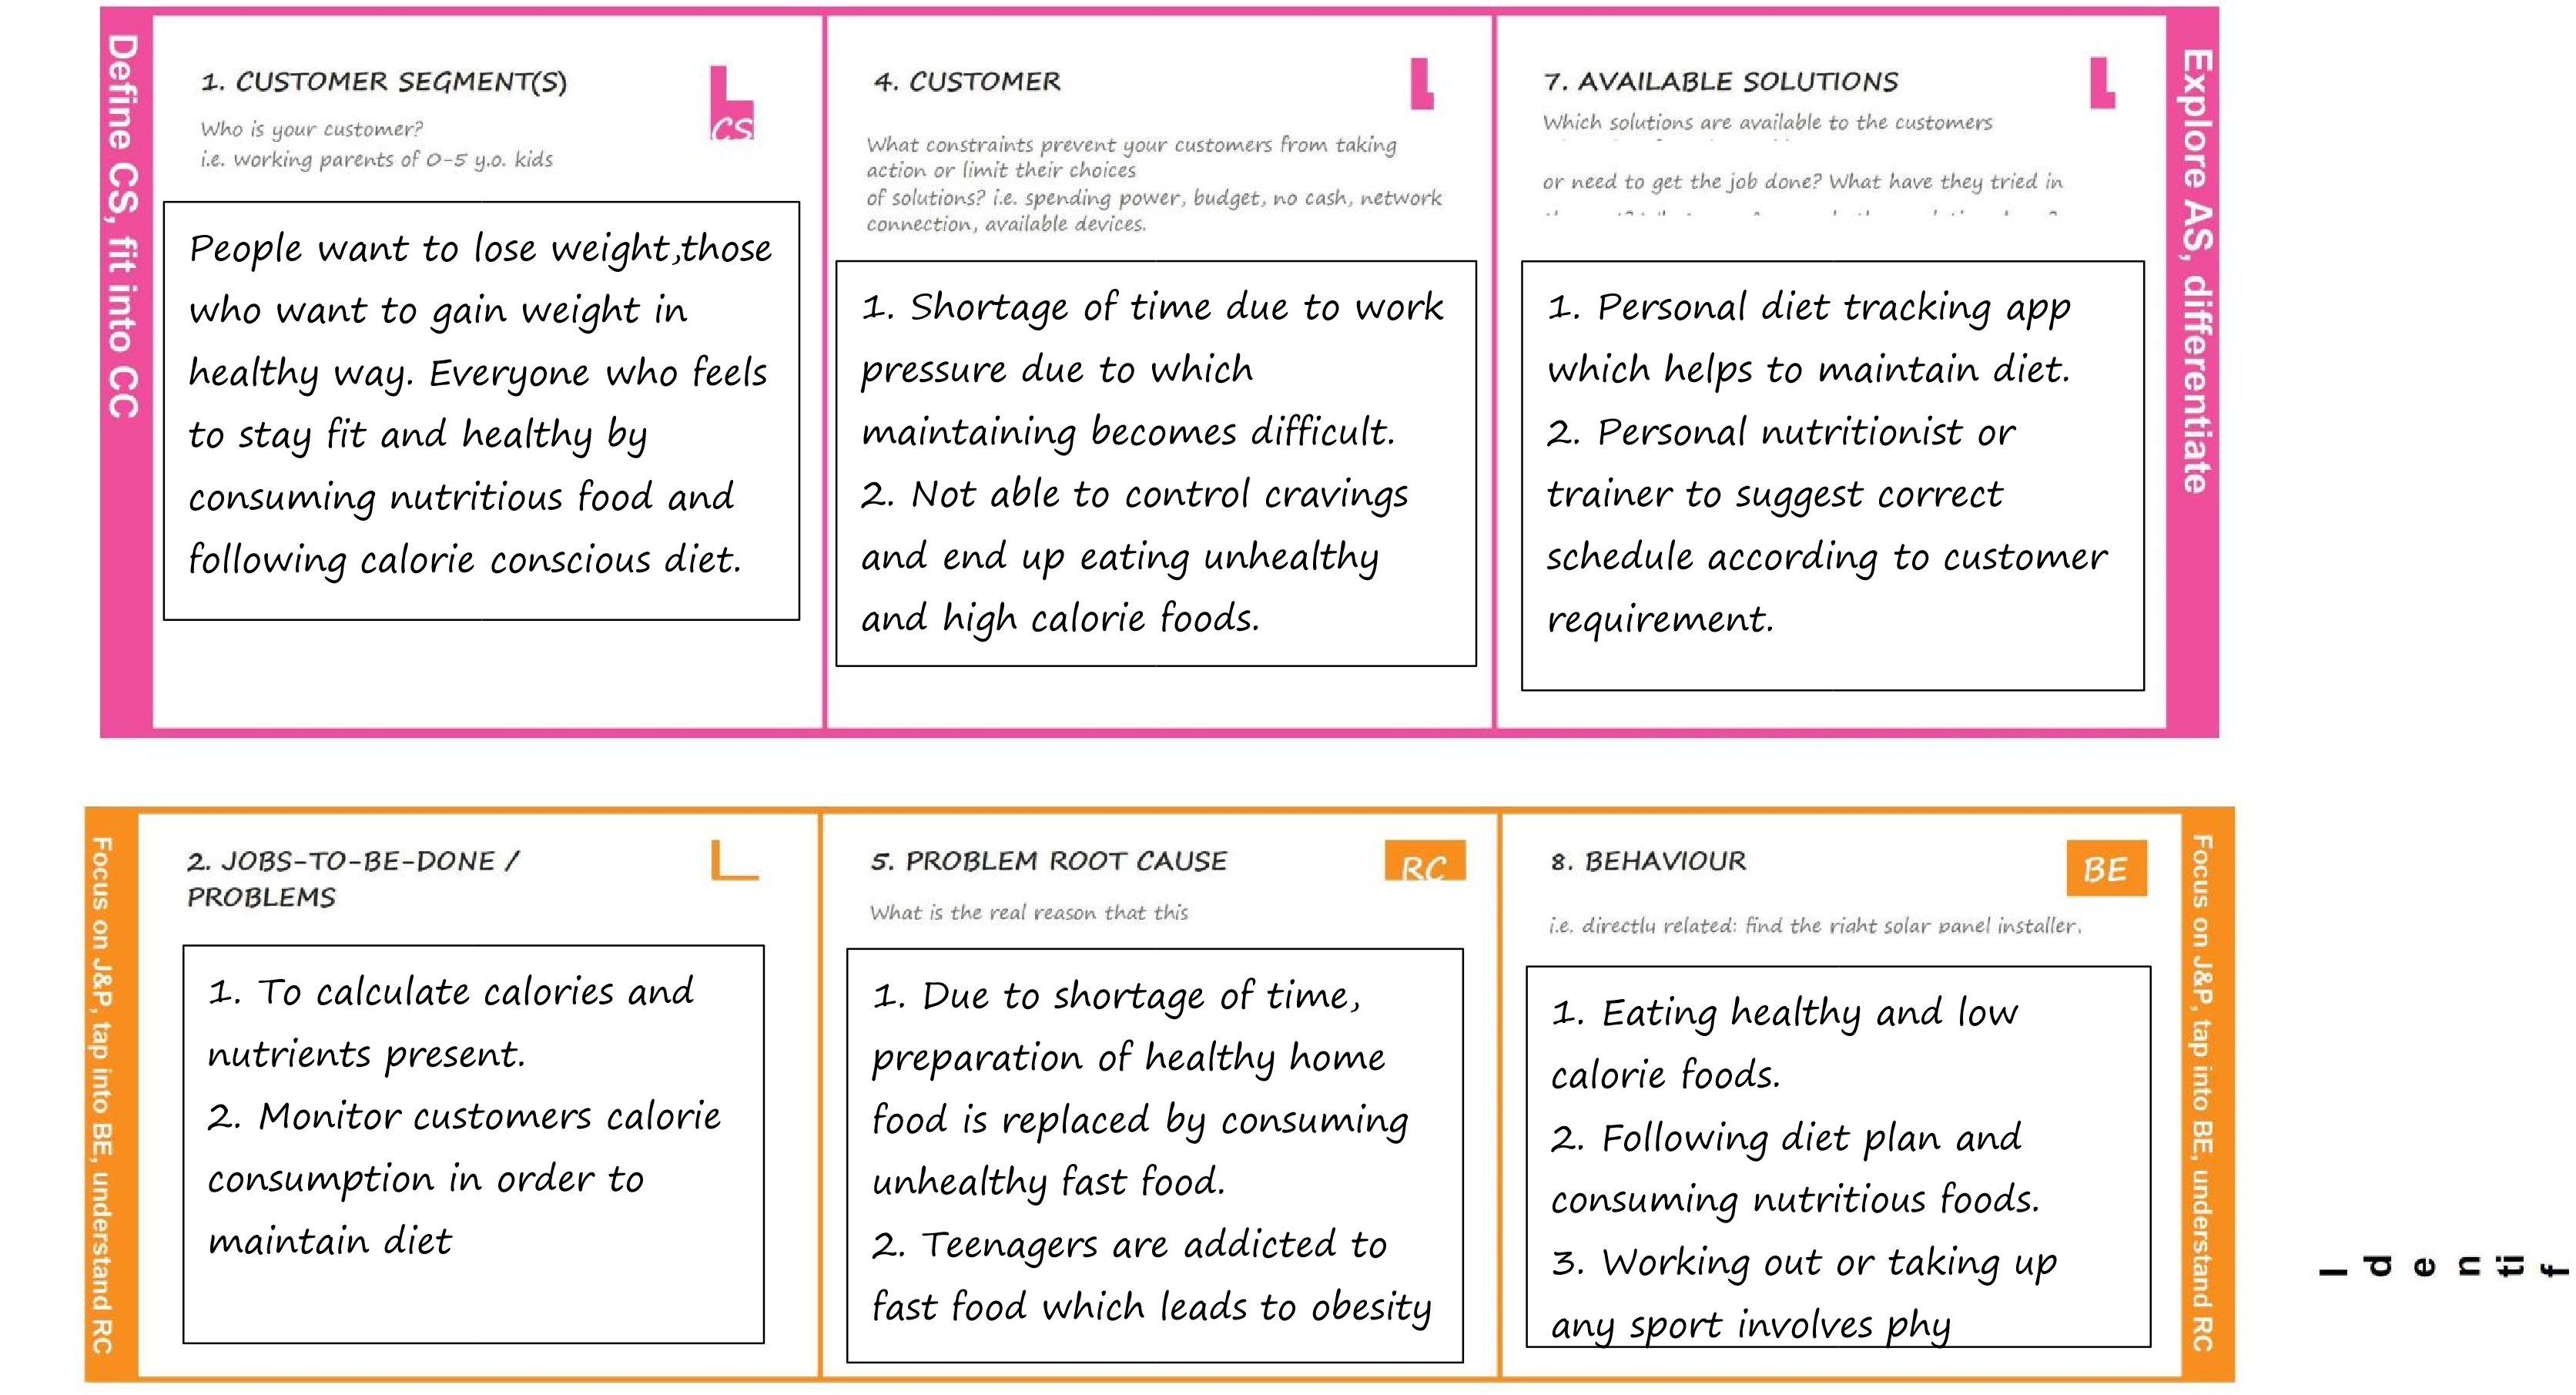 Define CS, fit into CC
1. CUSTOMER SEGMENT(S)
CS
Who is your customer?
i.e. working parents of 0-5 y.o. kids
People want to lose weight,those
who want to gain weight in
healthy way. Everyone who feels
to stay fit and healthy by
consuming nutritious food and
following calorie conscious diet.
4. CUSTOMER
What constraints prevent your customers from taking
action or limit their choices
of solutions? i.e. spending power, budget, no cash, network
connection, available devices.
1. Shortage of time due to work
pressure due to which
maintaining becomes difficult.
2. Not able to control cravings
and end up eating unhealthy
and high calorie foods.
7. AVAILABLE SOLUTIONS
Which solutions are available to the customers
or need to get the job done? What have they tried in
1. Personal diet tracking app
which helps to maintain diet.
2. Personal nutritionist or
trainer to suggest correct
schedule according to customer
requirement.
Explore AS, differentiate
Focus on J&P, tap into BE, understand RC
2. JOBS-TO-BE-DONE /
PROBLEMS
1. To calculate calories and
nutrients present.
2. Monitor customers calorie
consumption in order to
maintain diet
5. PROBLEM ROOT CAUSE
RC
What is the real reason that this
1. Due to shortage of time,
preparation of healthy home
food is replaced by consuming
unhealthy fast food.
2. Teenagers are addicted to
fast food which leads to obesity
8. BEHAVIOUR
BE
i.e. directly related: find the right solar panel installer.
1. Eating healthy and low
calorie foods.
2. Following diet plan and
consuming nutritious foods.
3. Working out or taking up
any sport involves phy
Focus on J&P, tap into BE, understand RC
Identif